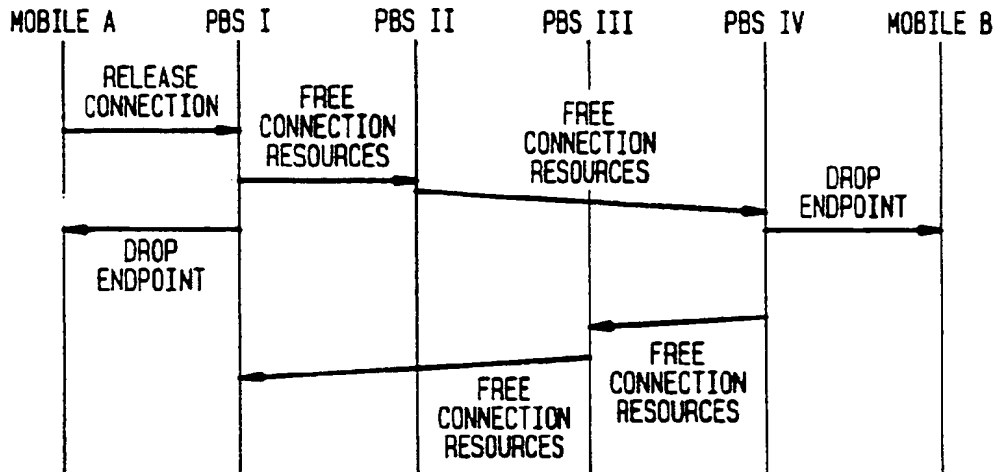 MOBILE A PBS I PBS II PBS III PBS IV MOBILE B
RELEASE
CONNECTION
FREE
CONNECTION
RESOURCES
FREE
CONNECTION
RESOURCES
DROP
ENDPOINT
DROP
ENDPOINT
FREE
CONNECTION
RESOURCES
FREE
CONNECTION
RESOURCES